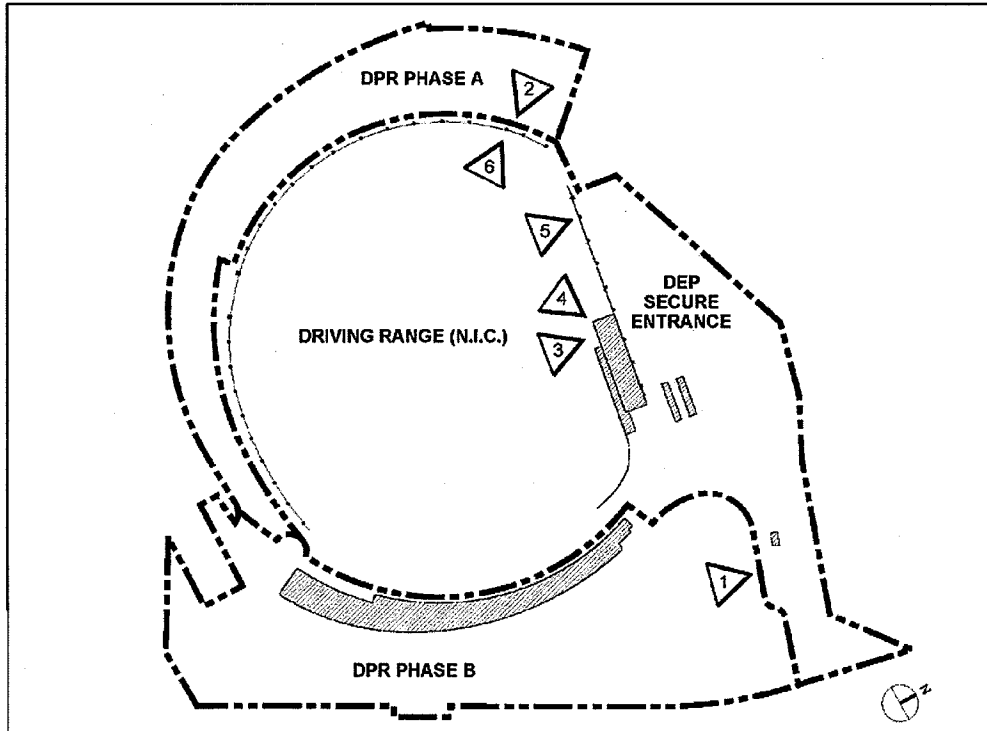 DPR PHASE A
2
6
5
DEP
SECURE
ENTRANCE
4
DRIVING RANGE (N.I.C.)
3
1
DPR PHASE B
N